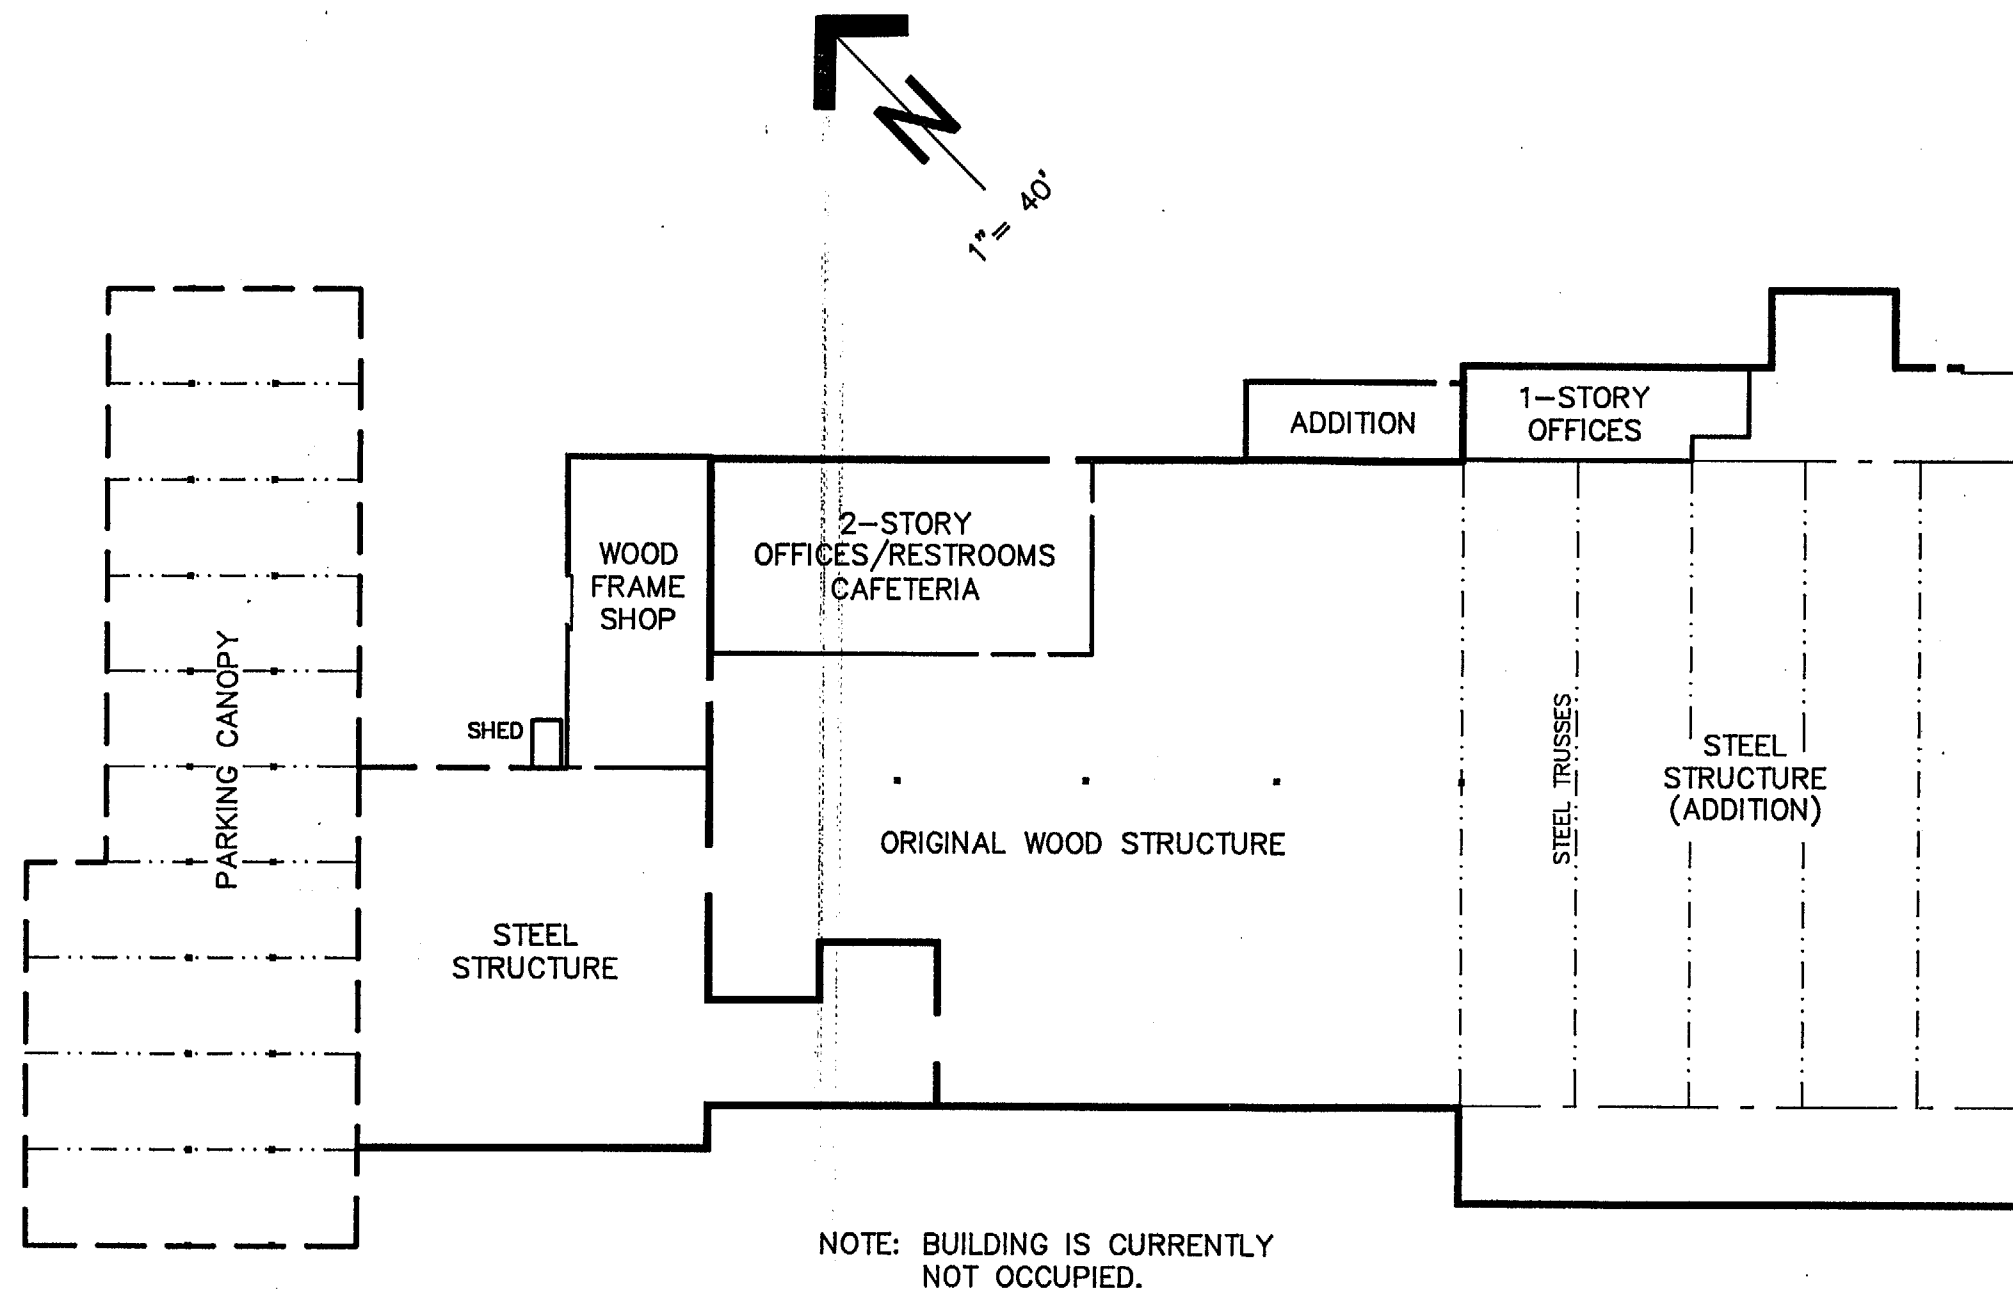 N
1"= 40'
1-STORY
OFFICES
ADDITION
2-STORY
OFFICES/RESTROOMS
CAFETERIA
WOOD
FRAME
SHOP
SHED
PARKING CANOPY
STEEL TRUSSES
STEEL
STRUCTURE
(ADDITION)
ORIGINAL WOOD STRUCTURE
STEEL
STRUCTURE
NOTE: BUILDING IS CURRENTLY
NOT OCCUPIED.